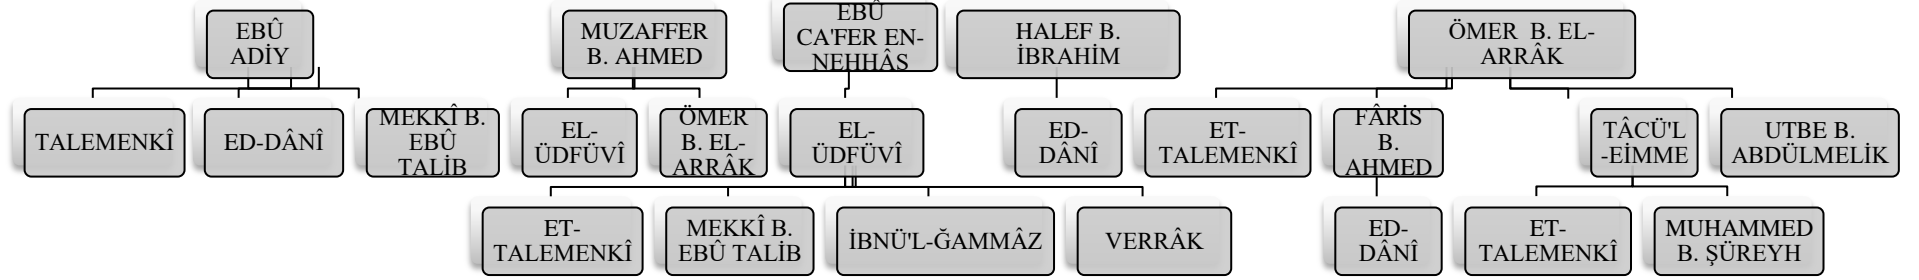 EBÛ
ADİY
MUZAFFER
B. AHMED
EBÛ
CA'FER EN-
NEHHÂS
HALEF B.
İBRAHİM
ÖMER B. EL-
ARRÂK
TALEMENKÎ
ED-DÂNÎ
MEKKÎ B.
EBÛ
TALİB
EL-
ÜDFÜVÎ
ÖMER
B. EL-
ARRÂK
EL-
ÜDFÜVÎ
ED-
DÂNÎ
ET-
TALEMENKÎ
FÂRİS
B.
AHMED
TÂCÜ'L
-EİMME
UTBE B.
ABDÜLMELİK
ET-
TALEMENKÎ
MEKKÎ B.
EBÛ TALİB
İBNÜ'L-ĞAMMÂZ
VERRÂK
ED-
DÂNÎ
ET-
TALEMENKÎ
MUHAMMED
B. ŞÜREYH